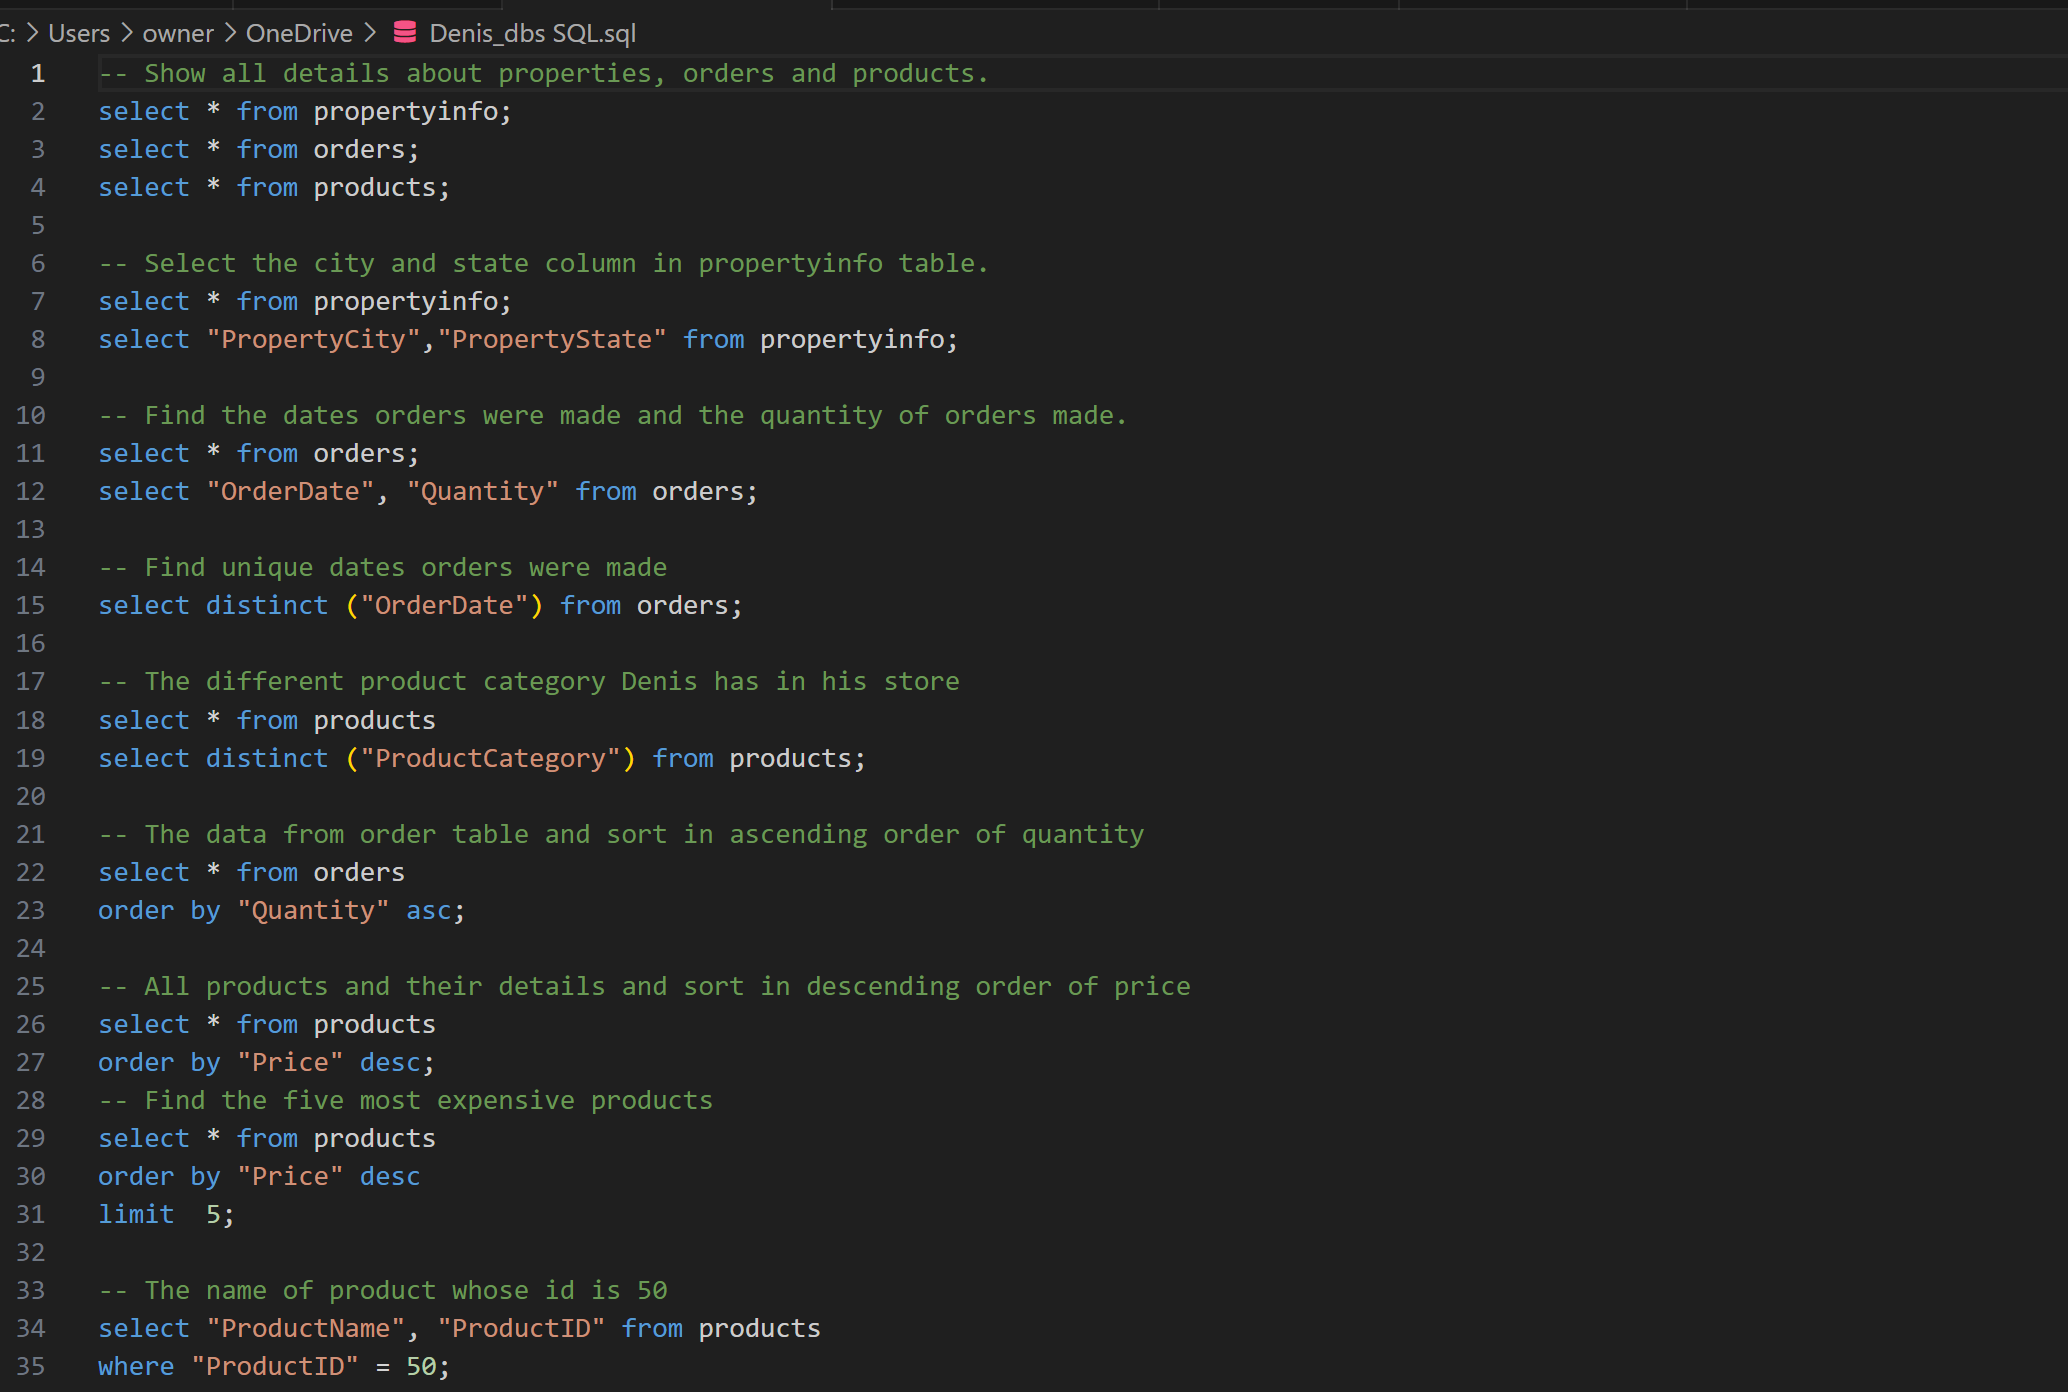 C: > Users > owner > OneDrive > Denis_dbs SQL.sql
1 -- Show all details about properties, orders and products.
2 select * from propertyinfo;
3 select * from orders;
4 select * from products;
5
6 -- Select the city and state column in propertyinfo table.
7 select * from propertyinfo;
8 select "PropertyCity","PropertyState" from propertyinfo;
9
10 -- Find the dates orders were made and the quantity of orders made.
11 select * from orders;
12 select "OrderDate", "Quantity" from orders;
13
14 -- Find unique dates orders were made
15 select distinct ("OrderDate") from orders;
16
17 -- The different product category Denis has in his store
18 select * from products
19 select distinct ("ProductCategory") from products;
20
21 -- The data from order table and sort in ascending order of quantity
22 select * from orders
23 order by "Quantity" asc;
24
25 -- All products and their details and sort in descending order of price
26 select * from products
27 order by "Price" desc;
28 -- Find the five most expensive products
29 select * from products
30 order by "Price" desc
31 limit  5;
32
33 -- The name of product whose id is 50
34 select "ProductName", "ProductID" from products
35 where "ProductID" = 50;